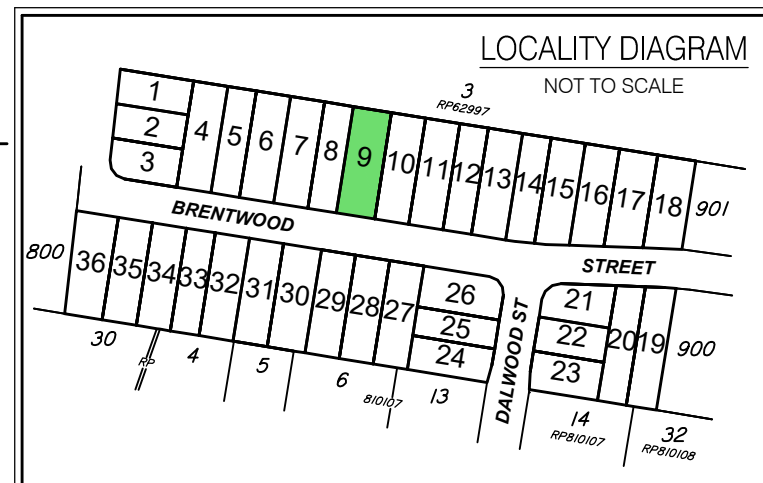 LOCALITY DIAGRAM
NOT TO SCALE
3
RP62997
1
2
3
4 5 6 7 8 9 10 11 12 13 14 15 16 17 18 901
BRENTWOOD
STREET
800 36 35 34 33 32 31 30 29 28 27
26
25
24
DALWOOD ST
21
22
23
20 19 900
30
RP
4
5
6
810107
13
14
RP810107
32
RP810108